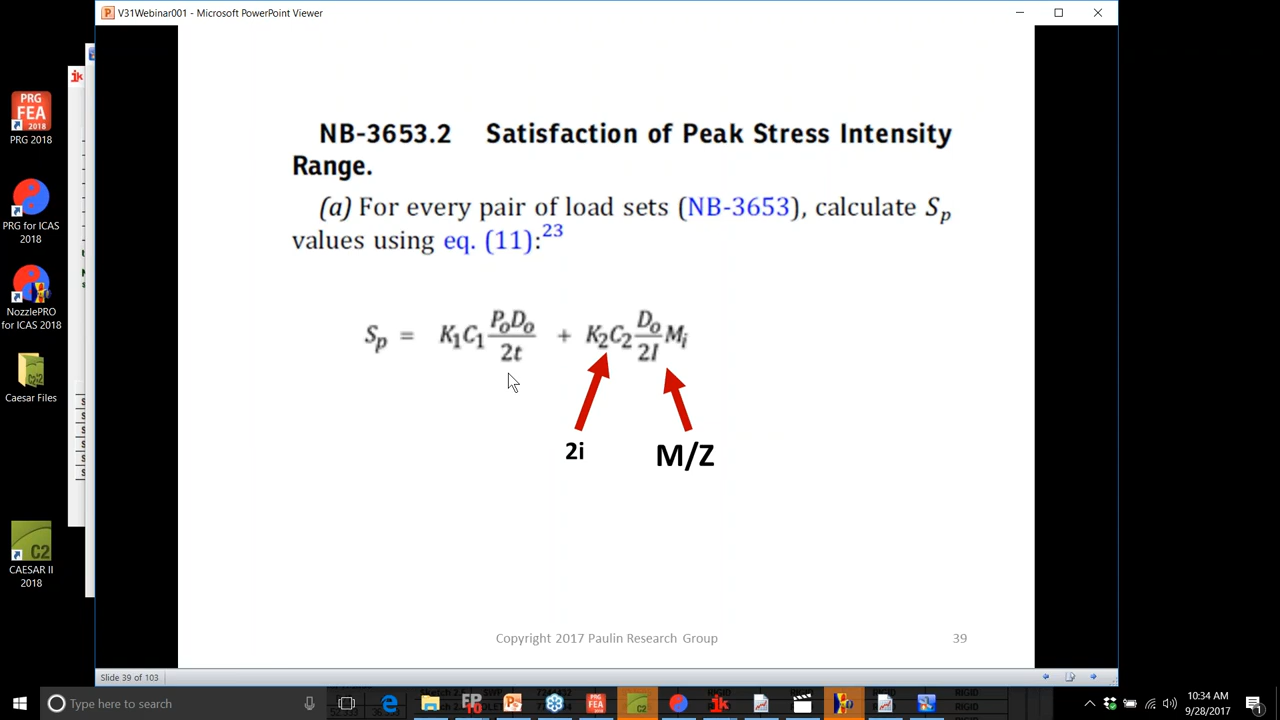 V31Webinar001 - Microsoft PowerPoint Viewer
PRG
FEA
2018
PRG 2018
PRG for ICAS
2018
NozzlePRO
for ICAS 2018
Caesar Files
C2
CAESAR II
2018
ik
NB-3653.2 Satisfaction of Peak Stress Intensity
Range.
(a) For every pair of load sets (NB-3653), calculate Sp
values using eq. (11):23
Sp = K1C1 PoDo/2t + K2C2 Do/2I Mi
2i
M/Z
Copyright 2017 Paulin Research Group
39
Slide 39 of 103
Type here to search
10:34 AM
9/28/2017